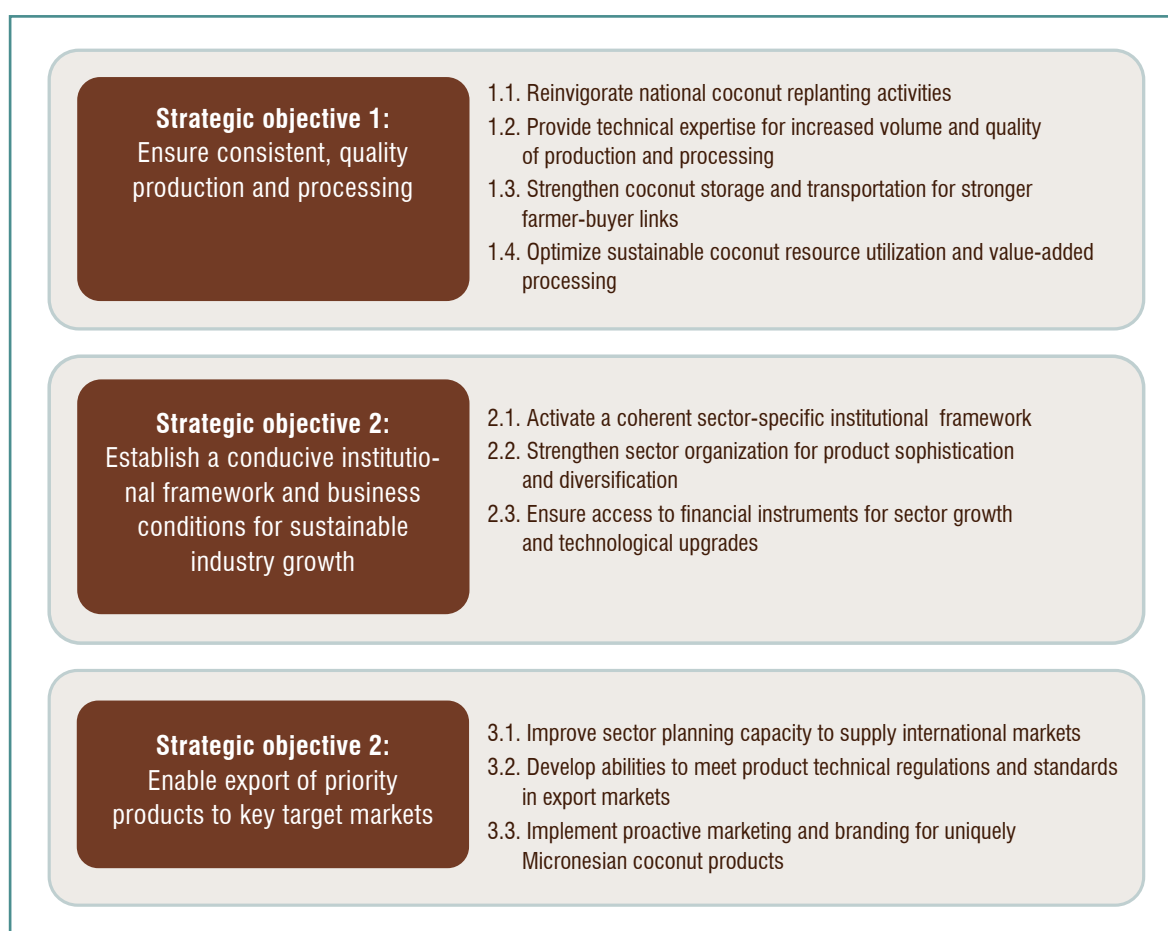 Strategic objective 1:
Ensure consistent, quality
production and processing
1.1. Reinvigorate national coconut replanting activities
1.2. Provide technical expertise for increased volume and quality
of production and processing
1.3. Strengthen coconut storage and transportation for stronger
farmer-buyer links
1.4. Optimize sustainable coconut resource utilization and value-added
processing
Strategic objective 2:
Establish a conducive institutio-
nal framework and business
conditions for sustainable
industry growth
2.1. Activate a coherent sector-specific institutional framework
2.2. Strengthen sector organization for product sophistication
and diversification
2.3. Ensure access to financial instruments for sector growth
and technological upgrades
Strategic objective 2:
Enable export of priority
products to key target markets
3.1. Improve sector planning capacity to supply international markets
3.2. Develop abilities to meet product technical regulations and standards
in export markets
3.3. Implement proactive marketing and branding for uniquely
Micronesian coconut products